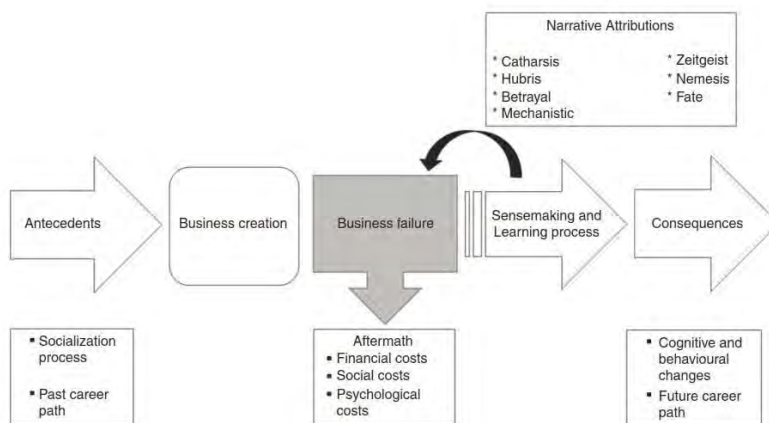 Narrative Attributions
* Catharsis
* Hubris
* Betrayal
* Mechanistic
* Zeitgeist
* Nemesis
* Fate
Antecedents
Business creation
Business failure
Sensemaking and
Learning process
Consequences
▪ Socialization
process
▪ Past career
path
Aftermath
• Financial costs
• Social costs
• Psychological
costs
▪ Cognitive and
behavioural
changes
▪ Future career
path